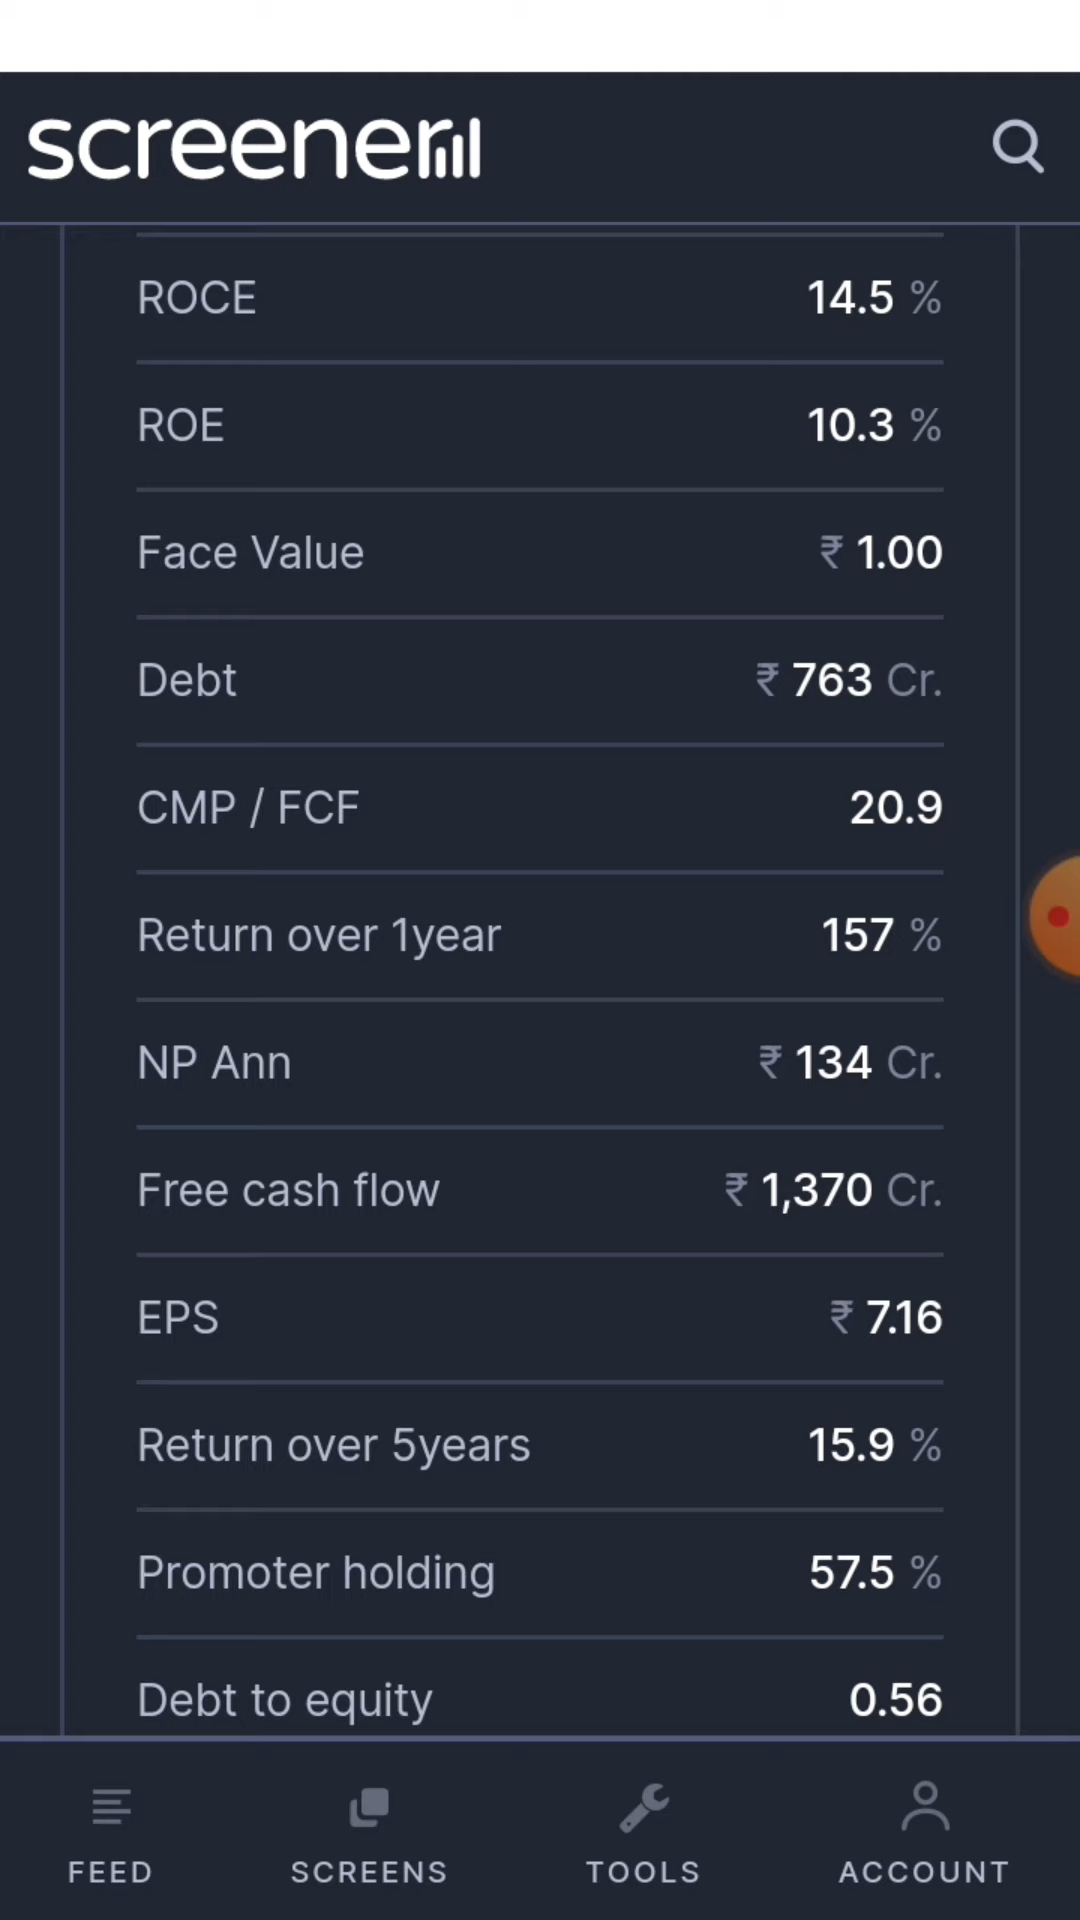 screener
ROCE 14.5 %
ROE 10.3 %
Face Value ₹ 1.00
Debt ₹ 763 Cr.
CMP / FCF 20.9
Return over 1year 157 %
NP Ann ₹ 134 Cr.
Free cash flow ₹ 1,370 Cr.
EPS ₹ 7.16
Return over 5years 15.9 %
Promoter holding 57.5 %
Debt to equity 0.56
FEED SCREENS TOOLS ACCOUNT